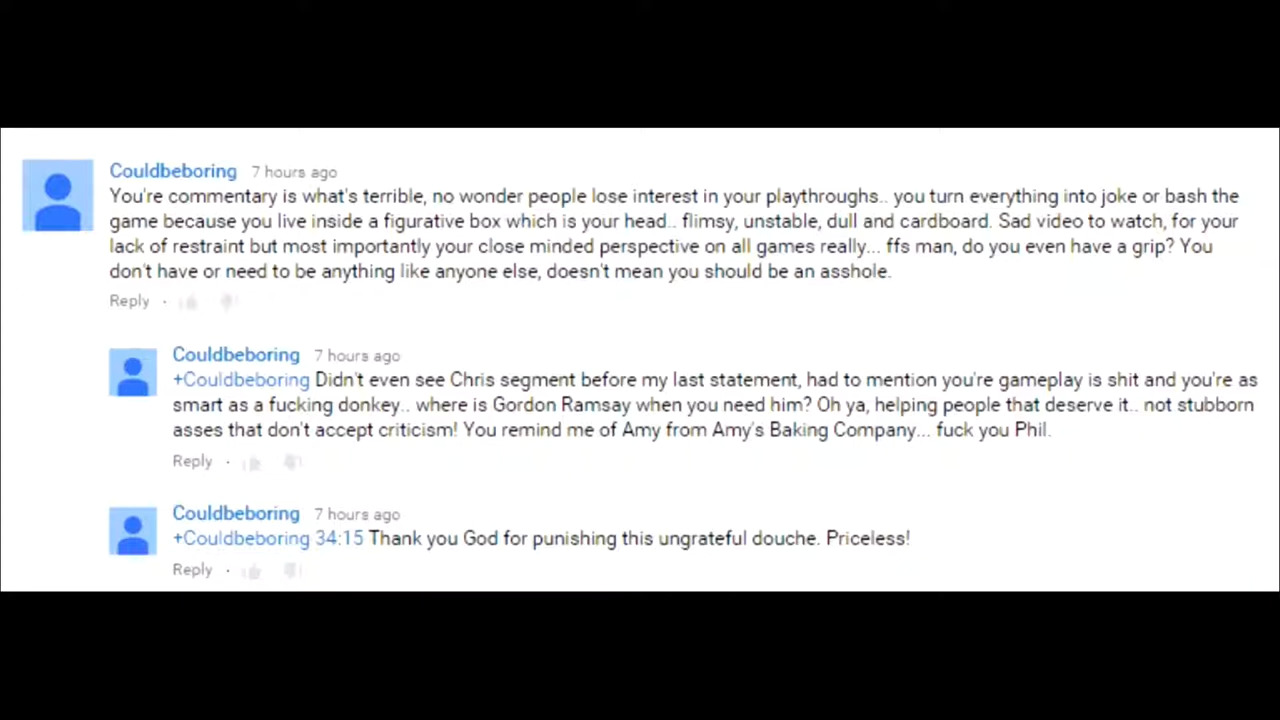 Couldbeboring 7 hours ago
You're commentary is what's terrible, no wonder people lose interest in your playthroughs.. you turn everything into joke or bash the
game because you live inside a figurative box which is your head.. flimsy, unstable, dull and cardboard. Sad video to watch, for your
lack of restraint but most importantly your close minded perspective on all games really... ffs man, do you even have a grip? You
don't have or need to be anything like anyone else, doesn't mean you should be an asshole.
Reply ·
Couldbeboring 7 hours ago
+Couldbeboring Didn't even see Chris segment before my last statement, had to mention you're gameplay is shit and you're as
smart as a fucking donkey.. where is Gordon Ramsay when you need him? Oh ya, helping people that deserve it.. not stubborn
asses that don't accept criticism! You remind me of Amy from Amy's Baking Company... fuck you Phil.
Reply ·
Couldbeboring 7 hours ago
+Couldbeboring 34:15 Thank you God for punishing this ungrateful douche. Priceless!
Reply ·